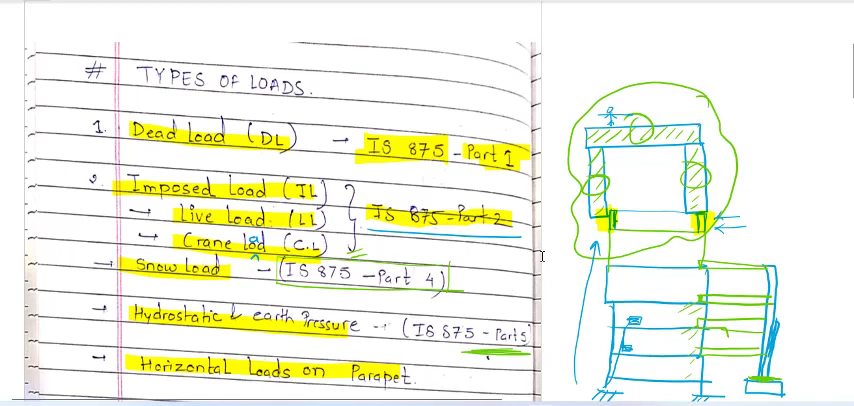 # TYPES OF LOADS.
1. Dead Load (DL) → IS 875 - Part 1
2. Imposed Load (IL)
→ Live Load. (LL) IS 875 - Part 2
→ Crane load (C.L)
→ Snow Load - (IS 875 - Part 4)
→ Hydrostatic & earth Pressure - (IS 875 - Part 5)
→ Horizontal Loads on Parapet.